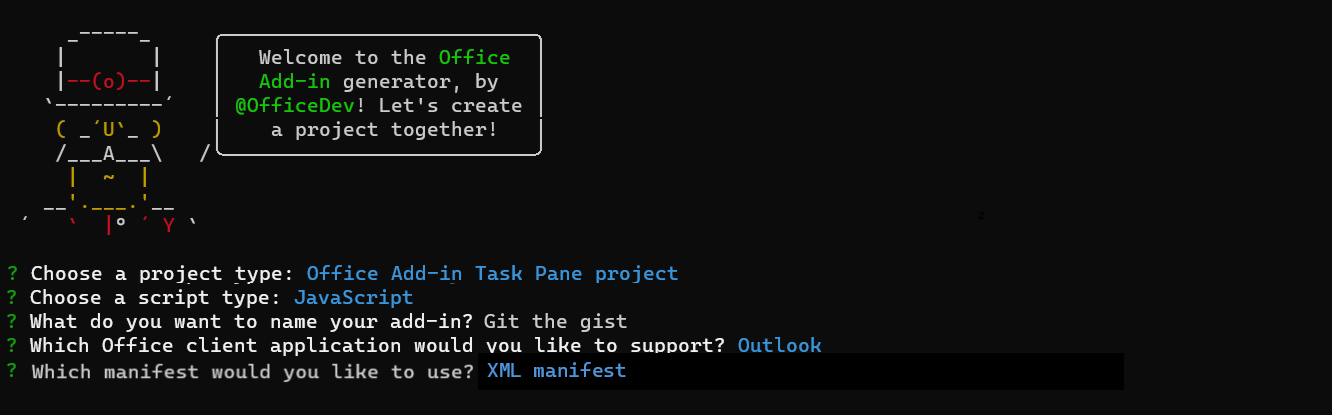 Welcome to the Office
Add-in generator, by
@OfficeDev! Let's create
a project together!
? Choose a project type: Office Add-in Task Pane project
? Choose a script type: JavaScript
? What do you want to name your add-in? Git the gist
? Which Office client application would you like to support? Outlook
? Which manifest would you like to use? XML manifest